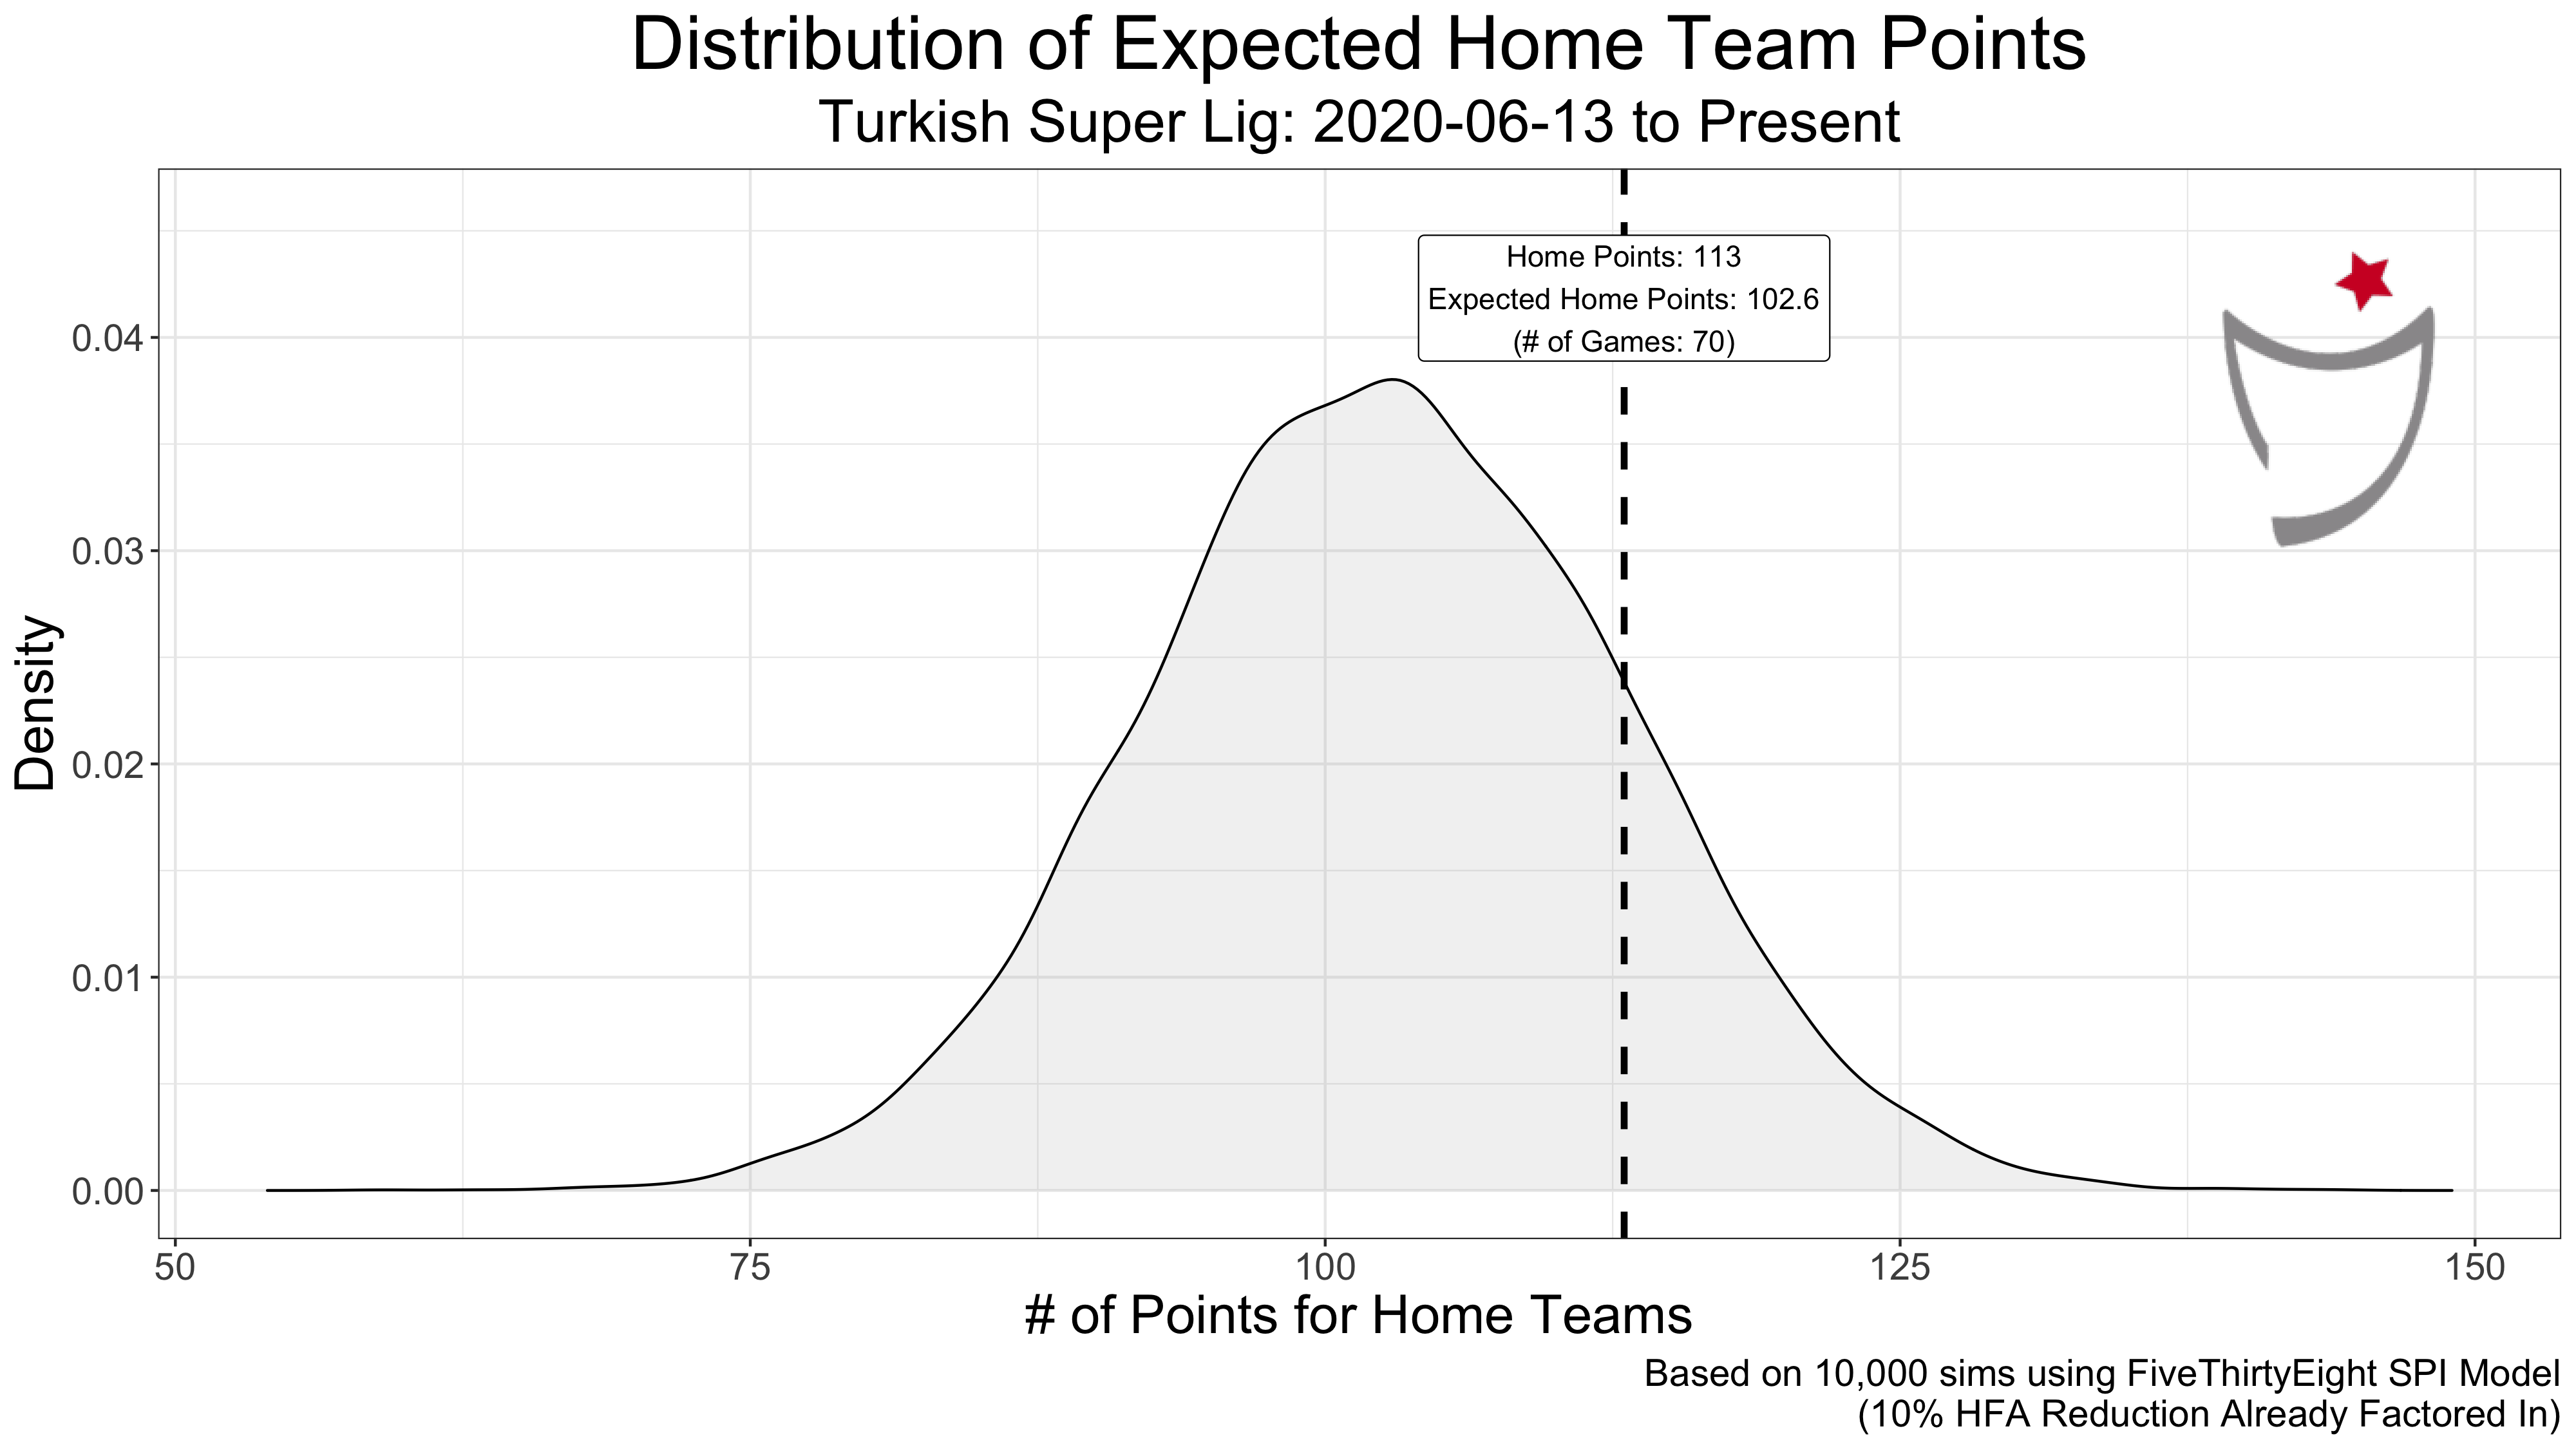 Distribution of Expected Home Team Points
Turkish Super Lig: 2020-06-13 to Present
Home Points: 113
Expected Home Points: 102.6
(# of Games: 70)
Density
0.04
0.03
0.02
0.01
0.00
50 75 100 125 150
# of Points for Home Teams
Based on 10,000 sims using FiveThirtyEight SPI Model
(10% HFA Reduction Already Factored In)